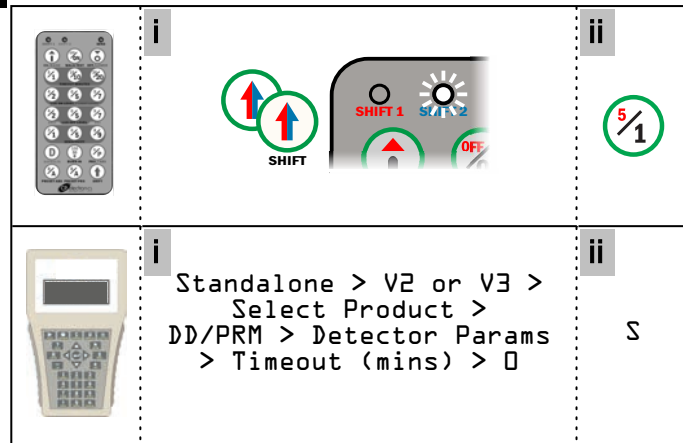 i
ii
SHIFT 1
SHIFT 2
OFF
SHIFT
5/1
i
ii
Standalone > V2 or V3 >
Select Product >
DD/PRM > Detector Params
> Timeout (mins) > 0
S